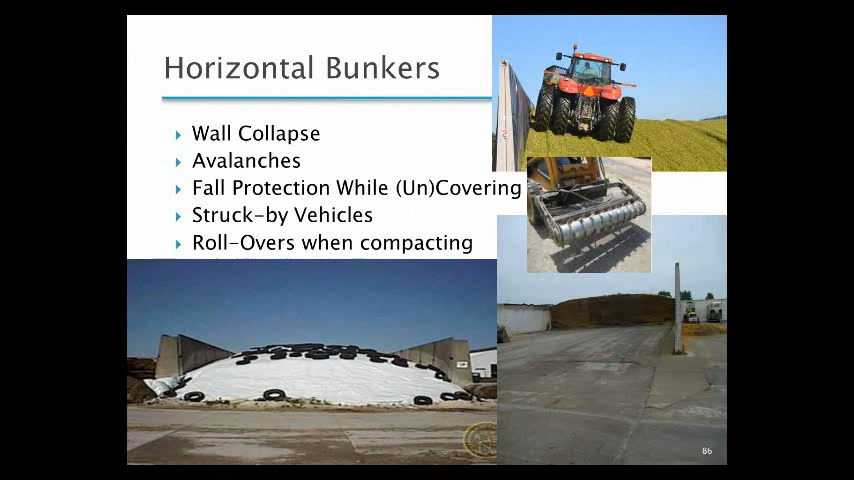 Horizontal Bunkers
Wall Collapse
Avalanches
Fall Protection While (Un)Covering
Struck-by Vehicles
Roll-Overs when compacting
86